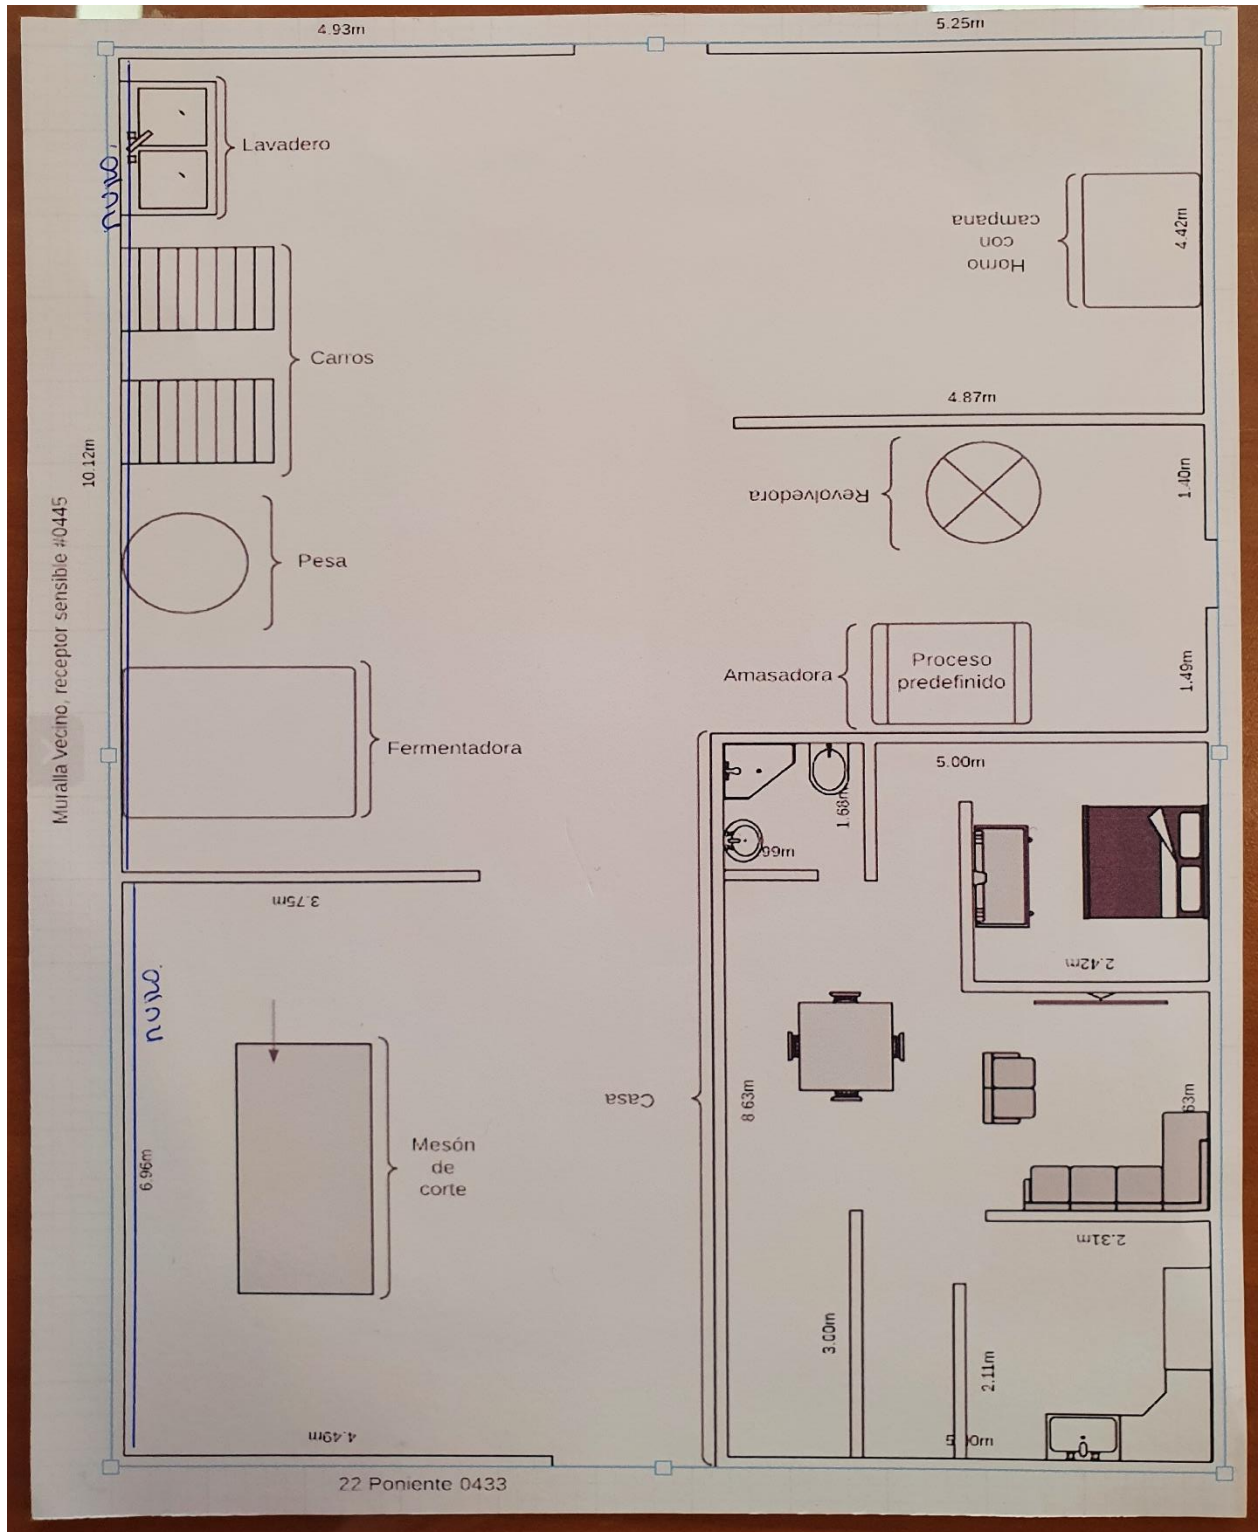 4.93m
5.25m
Lavadero
muro.
Horno
con
campana
4.42m
Carros
4.87m
10.12m
Muralla Vecino, receptor sensible #0445
Revolvedora
1.40m
Pesa
Amasadora
Proceso
predefinido
1.49m
Fermentadora
5.00m
1.68m
99m
3.75m
2.42m
muro.
Casa
8.63m
63m
Mesón
de
corte
6.96m
2.31m
3.00m
2.11m
4.49m
22 Poniente 0433